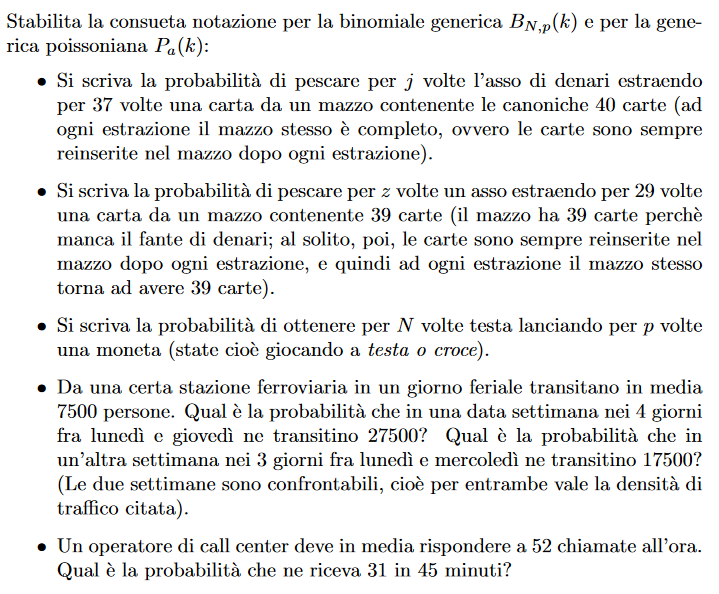 Stabilita la consueta notazione per la binomiale generica B_{N,p}(k) e per la gene-
rica poissoniana P_a(k):
• Si scriva la probabilità di pescare per j volte l'asso di denari estraendo
per 37 volte una carta da un mazzo contenente le canoniche 40 carte (ad
ogni estrazione il mazzo stesso è completo, ovvero le carte sono sempre
reinserite nel mazzo dopo ogni estrazione).
• Si scriva la probabilità di pescare per z volte un asso estraendo per 29 volte
una carta da un mazzo contenente 39 carte (il mazzo ha 39 carte perchè
manca il fante di denari; al solito, poi, le carte sono sempre reinserite nel
mazzo dopo ogni estrazione, e quindi ad ogni estrazione il mazzo stesso
torna ad avere 39 carte).
• Si scriva la probabilità di ottenere per N volte testa lanciando per p volte
una moneta (state cioè giocando a testa o croce).
• Da una certa stazione ferroviaria in un giorno feriale transitano in media
7500 persone. Qual è la probabilità che in una data settimana nei 4 giorni
fra lunedì e giovedì ne transitino 27500? Qual è la probabilità che in
un'altra settimana nei 3 giorni fra lunedì e mercoledì ne transitino 17500?
(Le due settimane sono confrontabili, cioè per entrambe vale la densità di
traffico citata).
• Un operatore di call center deve in media rispondere a 52 chiamate all'ora.
Qual è la probabilità che ne riceva 31 in 45 minuti?